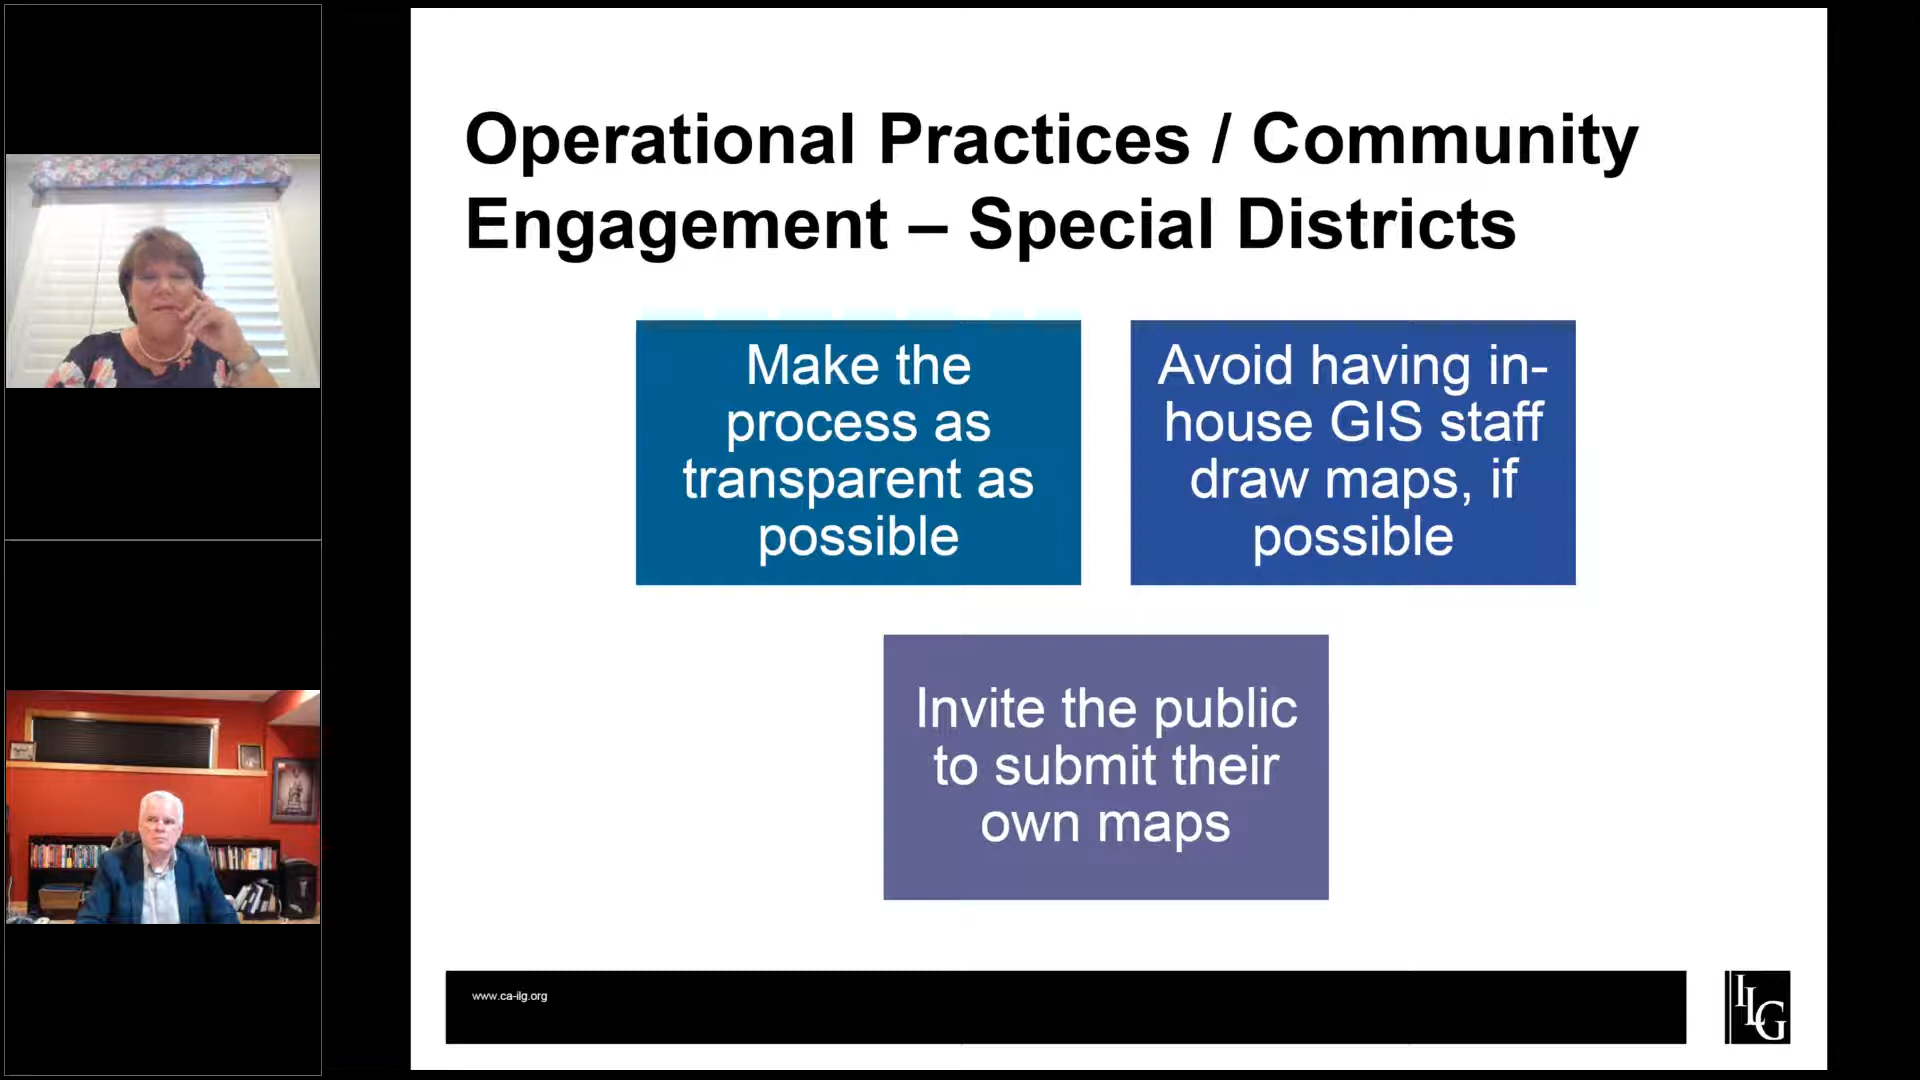 Operational Practices / Community
Engagement – Special Districts
Make the
process as
transparent as
possible
Avoid having in-
house GIS staff
draw maps, if
possible
Invite the public
to submit their
own maps
www.ca-ilg.org
ILG